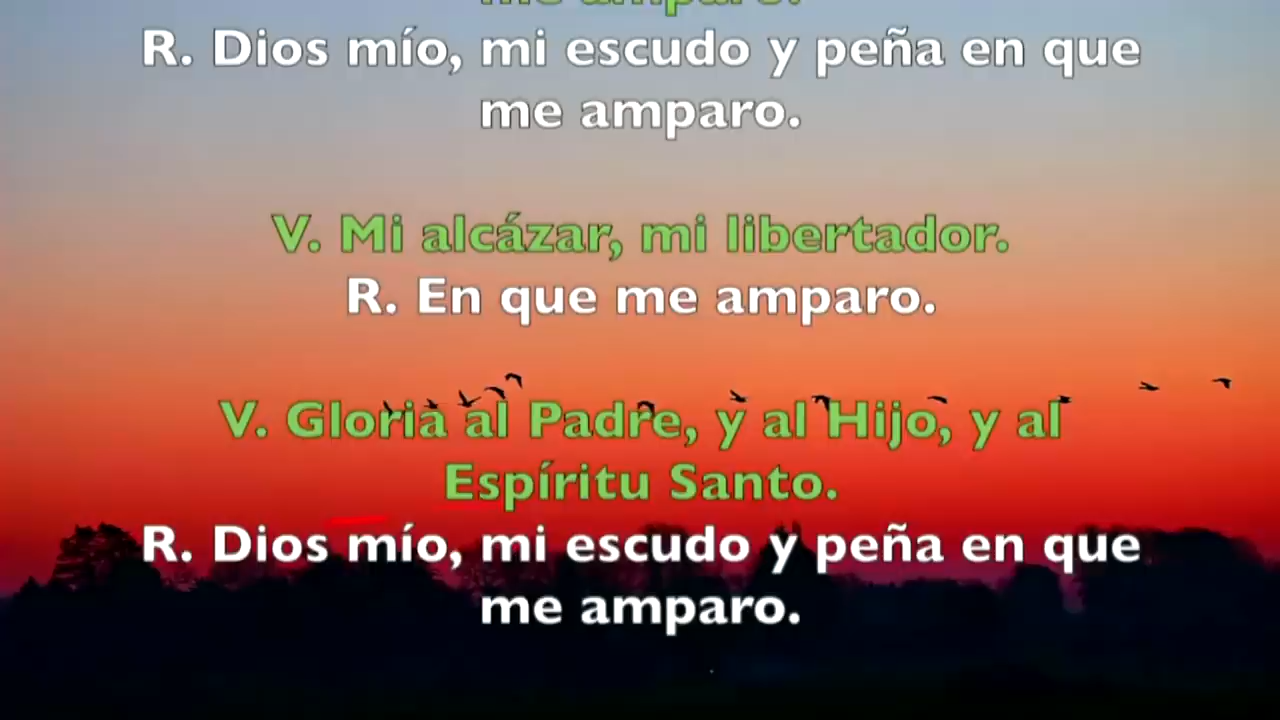 me amparo.
R. Dios mío, mi escudo y peña en que
me amparo.
V. Mi alcázar, mi libertador.
R. En que me amparo.
V. Gloria al Padre, y al Hijo, y al
Espíritu Santo.
R. Dios mío, mi escudo y peña en que
me amparo.